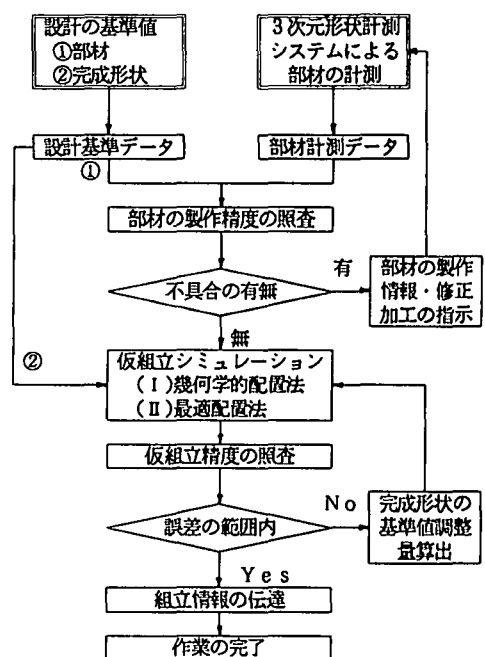 設計の基準値
①部材
②完成形状
3次元形状計測
システムによる
部材の計測
設計基準データ
部材計測データ
①
部材の製作精度の照査
不具合の有無
有
部材の製作
情報・修正
加工の指示
無
②
仮組立シミュレーション
(Ⅰ)幾何学的配置法
(Ⅱ)最適配置法
仮組立精度の照査
誤差の範囲内
No
完成形状の
基準値調整
量算出
Yes
組立情報の伝達
作業の完了